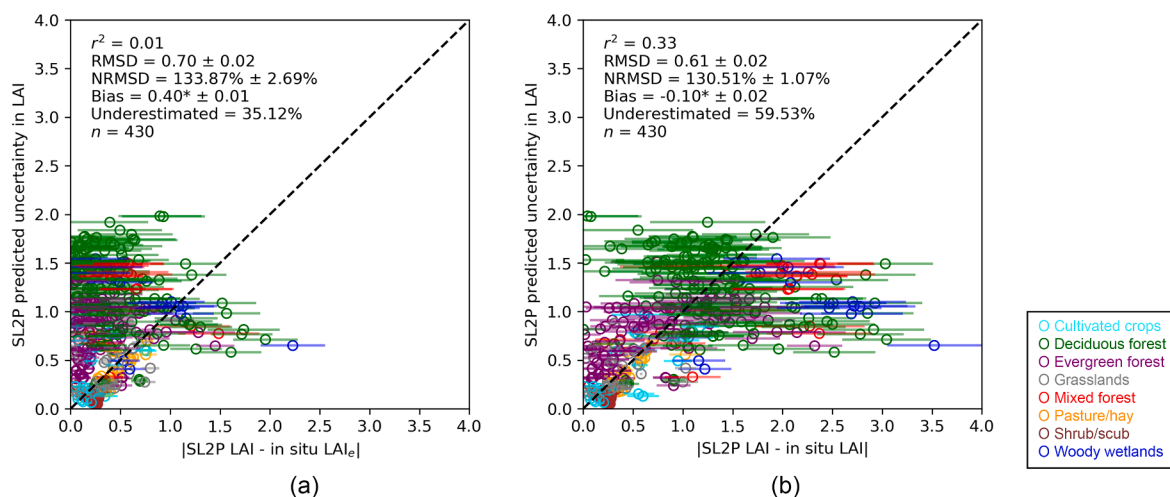 r² = 0.01
RMSD = 0.70 ± 0.02
NRMSD = 133.87% ± 2.69%
Bias = 0.40* ± 0.01
Underestimated = 35.12%
n = 430
SL2P predicted uncertainty in LAI
4.0
3.5
3.0
2.5
2.0
1.5
1.0
0.5
0.0
0.0 0.5 1.0 1.5 2.0 2.5 3.0 3.5 4.0
|SL2P LAI - in situ LAIₑ|
(a)
r² = 0.33
RMSD = 0.61 ± 0.02
NRMSD = 130.51% ± 1.07%
Bias = -0.10* ± 0.02
Underestimated = 59.53%
n = 430
SL2P predicted uncertainty in LAI
4.0
3.5
3.0
2.5
2.0
1.5
1.0
0.5
0.0
0.0 0.5 1.0 1.5 2.0 2.5 3.0 3.5 4.0
|SL2P LAI - in situ LAI|
(b)
Cultivated crops
Deciduous forest
Evergreen forest
Grasslands
Mixed forest
Pasture/hay
Shrub/scub
Woody wetlands